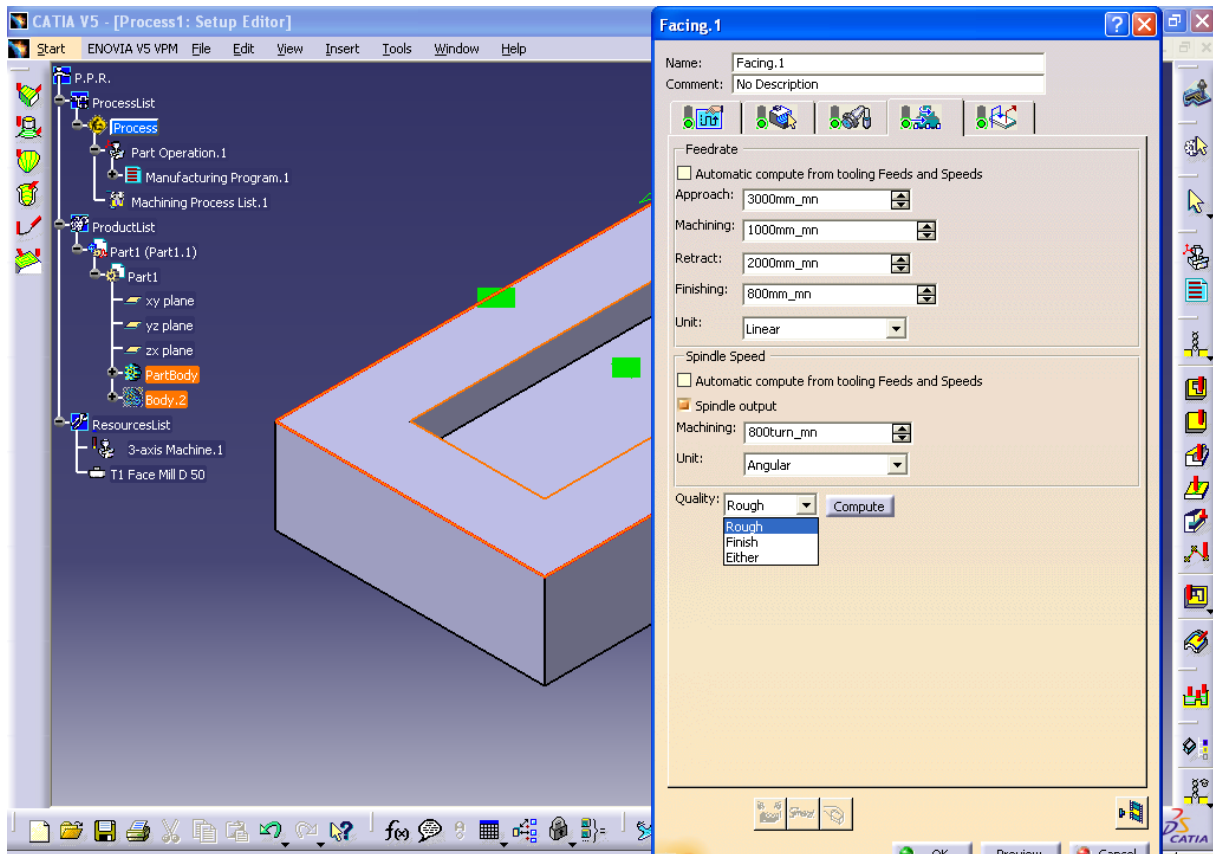 CATIA V5 - [Process1: Setup Editor]
Start ENOVIA V5 VPM File Edit View Insert Tools Window Help
P.P.R.
ProcessList
Process
Part Operation.1
Manufacturing Program.1
Machining Process List.1
ProductList
Part1 (Part1.1)
Part1
xy plane
yz plane
zx plane
PartBody
Body.2
ResourcesList
3-axis Machine.1
T1 Face Mill D 50
Facing.1
Name: Facing.1
Comment: No Description
Feedrate
Automatic compute from tooling Feeds and Speeds
Approach: 3000mm_mn
Machining: 1000mm_mn
Retract: 2000mm_mn
Finishing: 800mm_mn
Unit: Linear
Spindle Speed
Automatic compute from tooling Feeds and Speeds
Spindle output
Machining: 800turn_mn
Unit: Angular
Quality: Rough Compute
Rough
Finish
Either
f(x)
OK Preview Cancel
CATIA